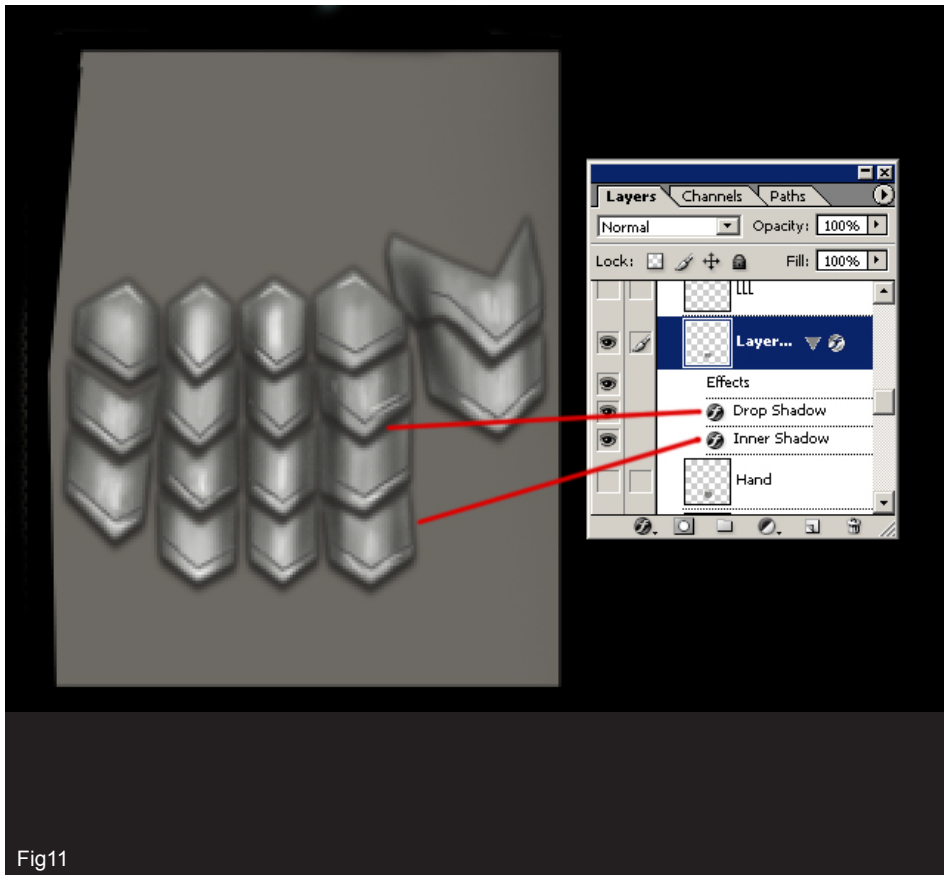 Layers Channels Paths
Normal Opacity: 100%
Lock: Fill: 100%
Layer...
Effects
Drop Shadow
Inner Shadow
Hand
Fig11